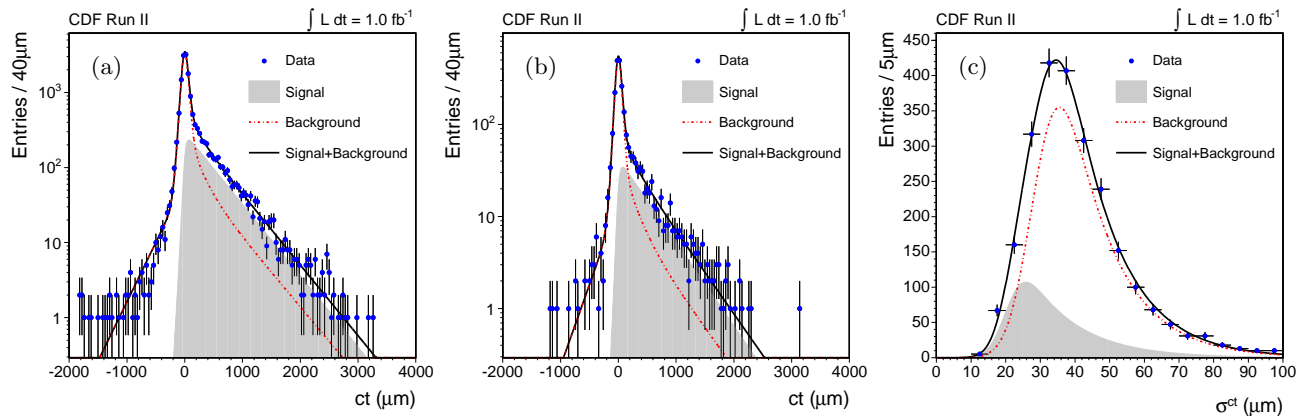 CDF Run II ∫ L dt = 1.0 fb⁻¹
(a)
Data
Signal
Background
Signal+Background
Entries / 40μm
10³
10²
10
1
-2000 -1000 0 1000 2000 3000 4000
ct (μm)
CDF Run II ∫ L dt = 1.0 fb⁻¹
(b)
Data
Signal
Background
Signal+Background
Entries / 40μm
10²
10
1
-2000 -1000 0 1000 2000 3000 4000
ct (μm)
CDF Run II ∫ L dt = 1.0 fb⁻¹
(c)
Data
Signal
Background
Signal+Background
Entries / 5μm
450
400
350
300
250
200
150
100
50
0
0 10 20 30 40 50 60 70 80 90 100
σᶜᵗ (μm)